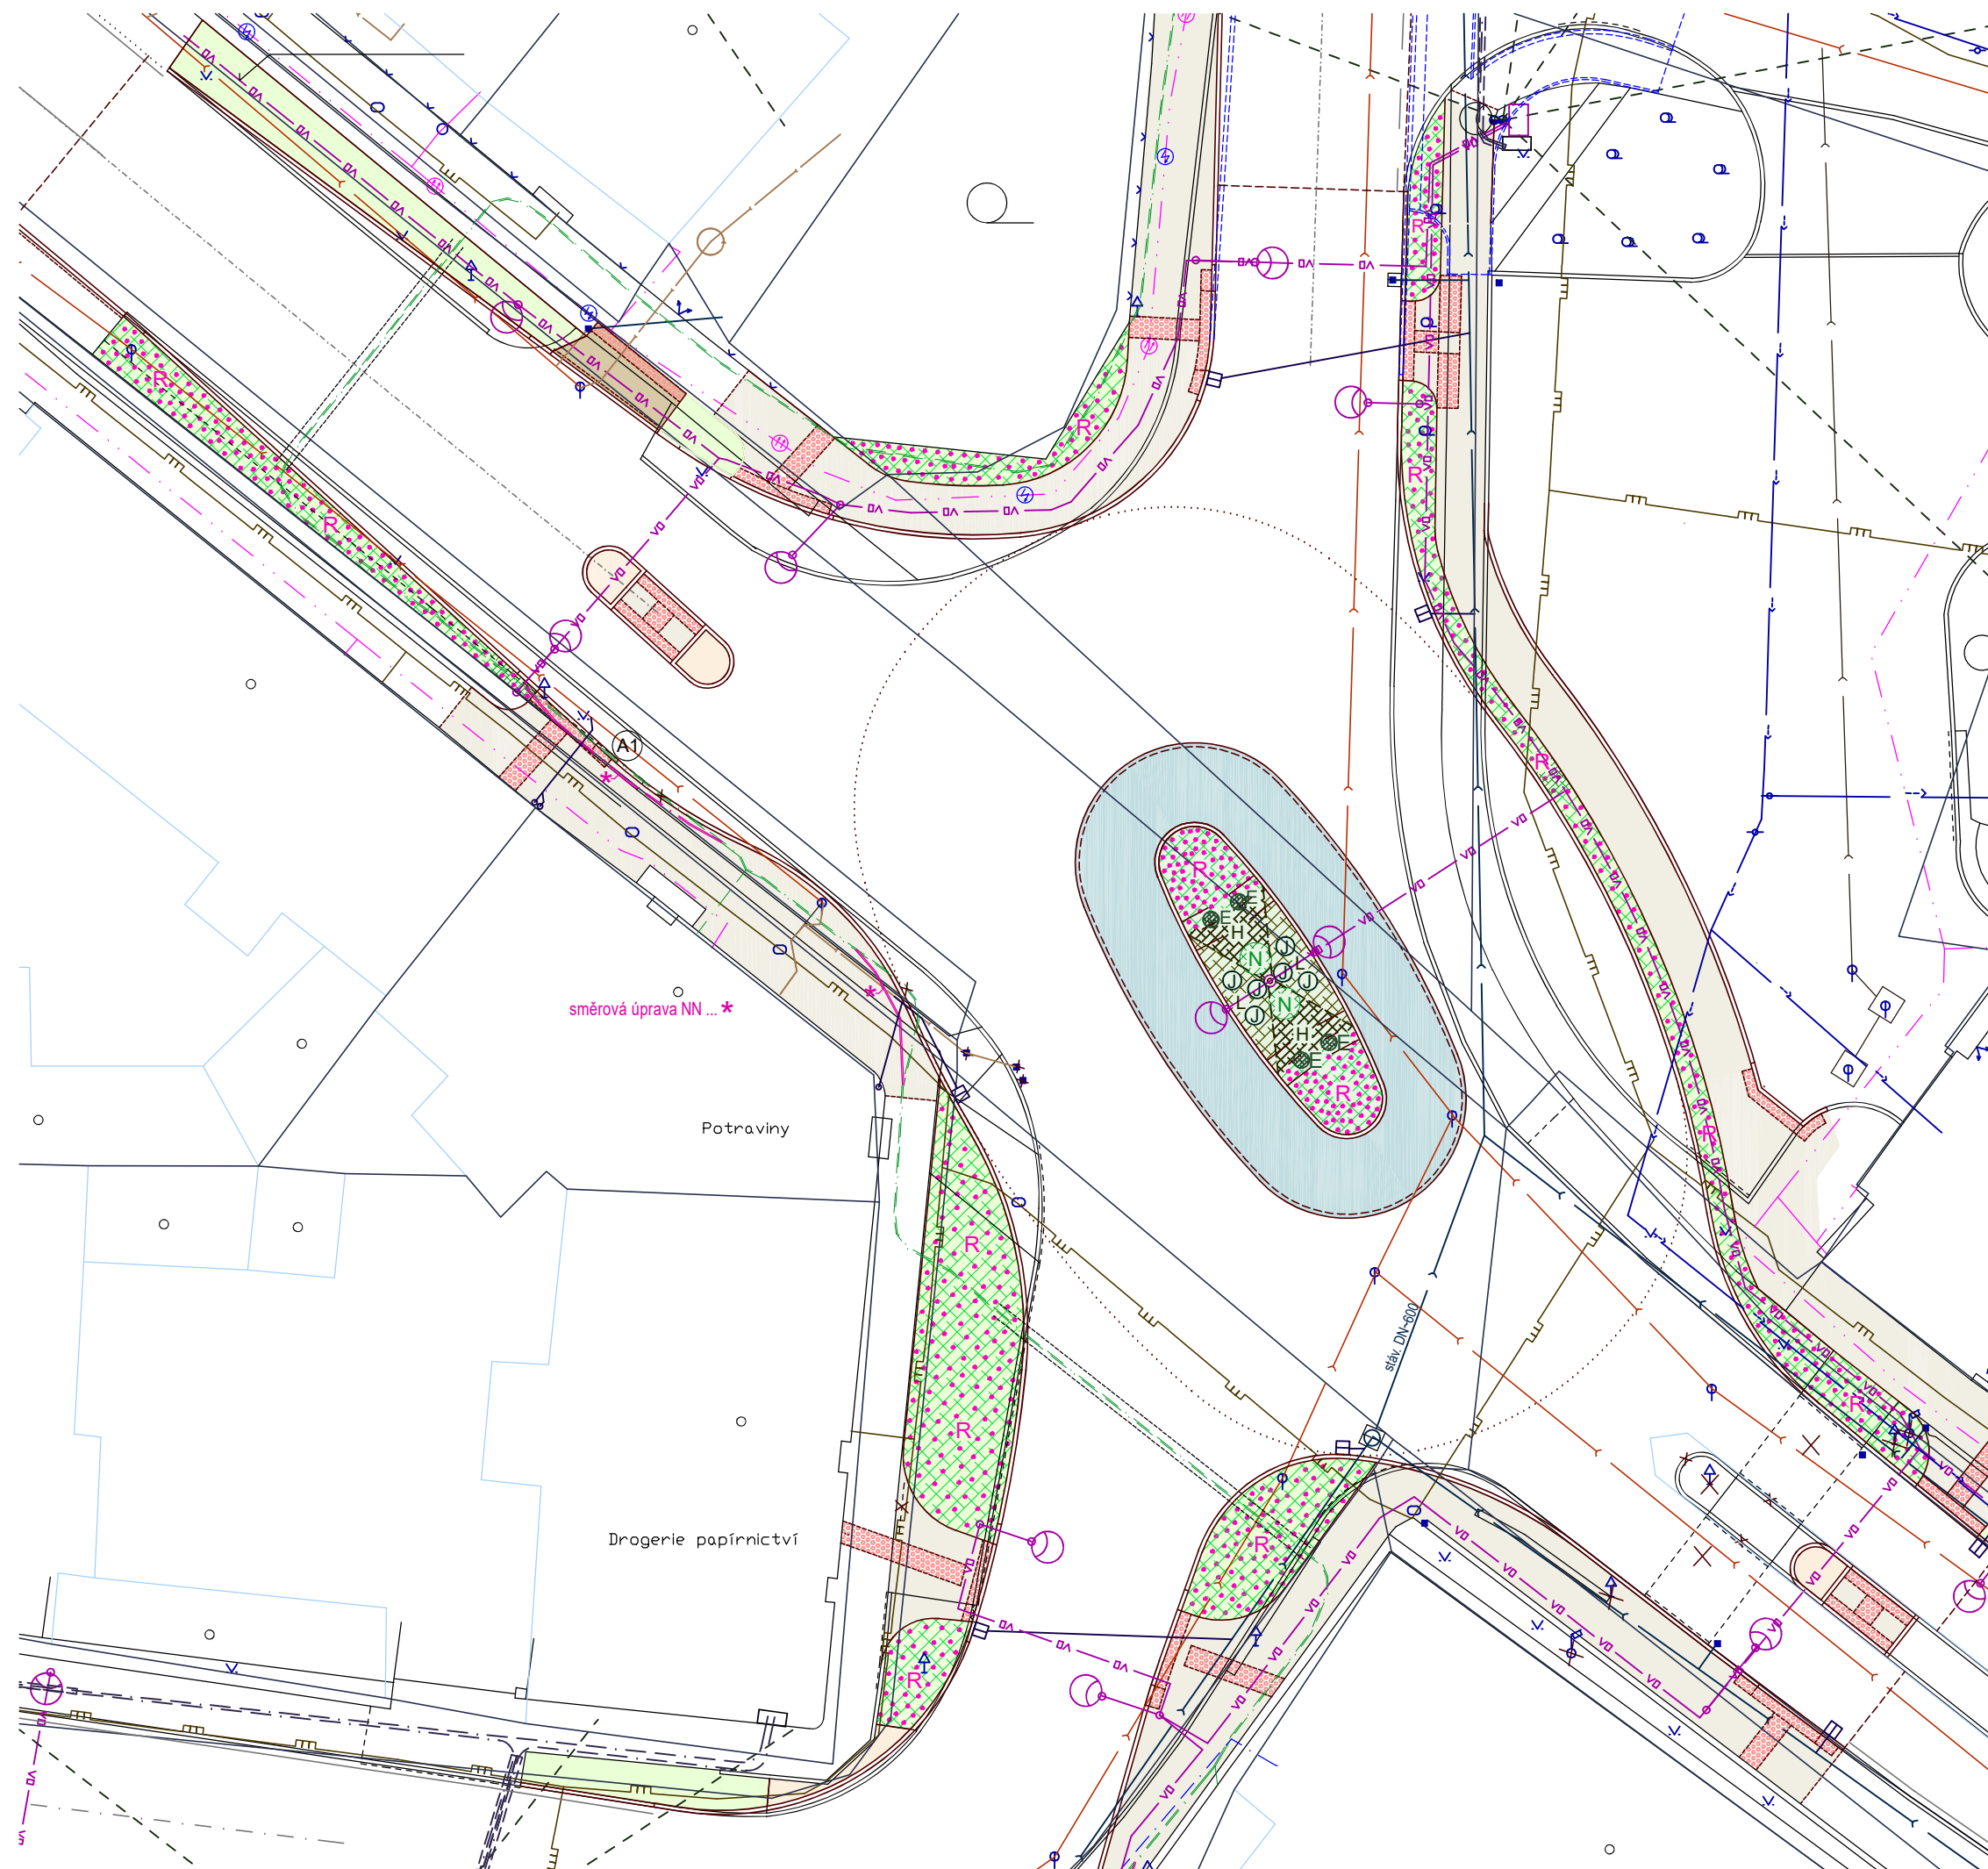 R
R
R
R
R
R
A1
R
R
E
E
H
N
J
L
J
J
J
J
L
N
J
H
E
E
R
směrová úprava NN ... *
Potraviny
R
R
R
R
stáv. DN~600
R
Drogerie papírnictví
R